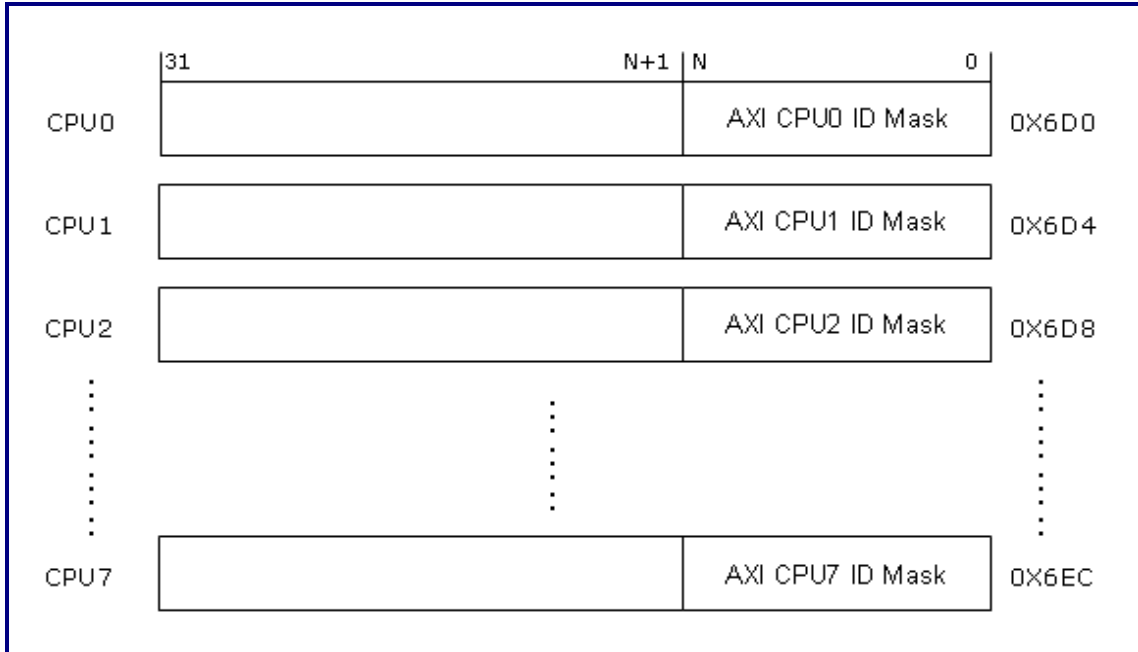 31 N+1 N 0
CPU0 AXI CPU0 ID Mask 0X6D0
CPU1 AXI CPU1 ID Mask 0X6D4
CPU2 AXI CPU2 ID Mask 0X6D8
CPU7 AXI CPU7 ID Mask 0X6EC